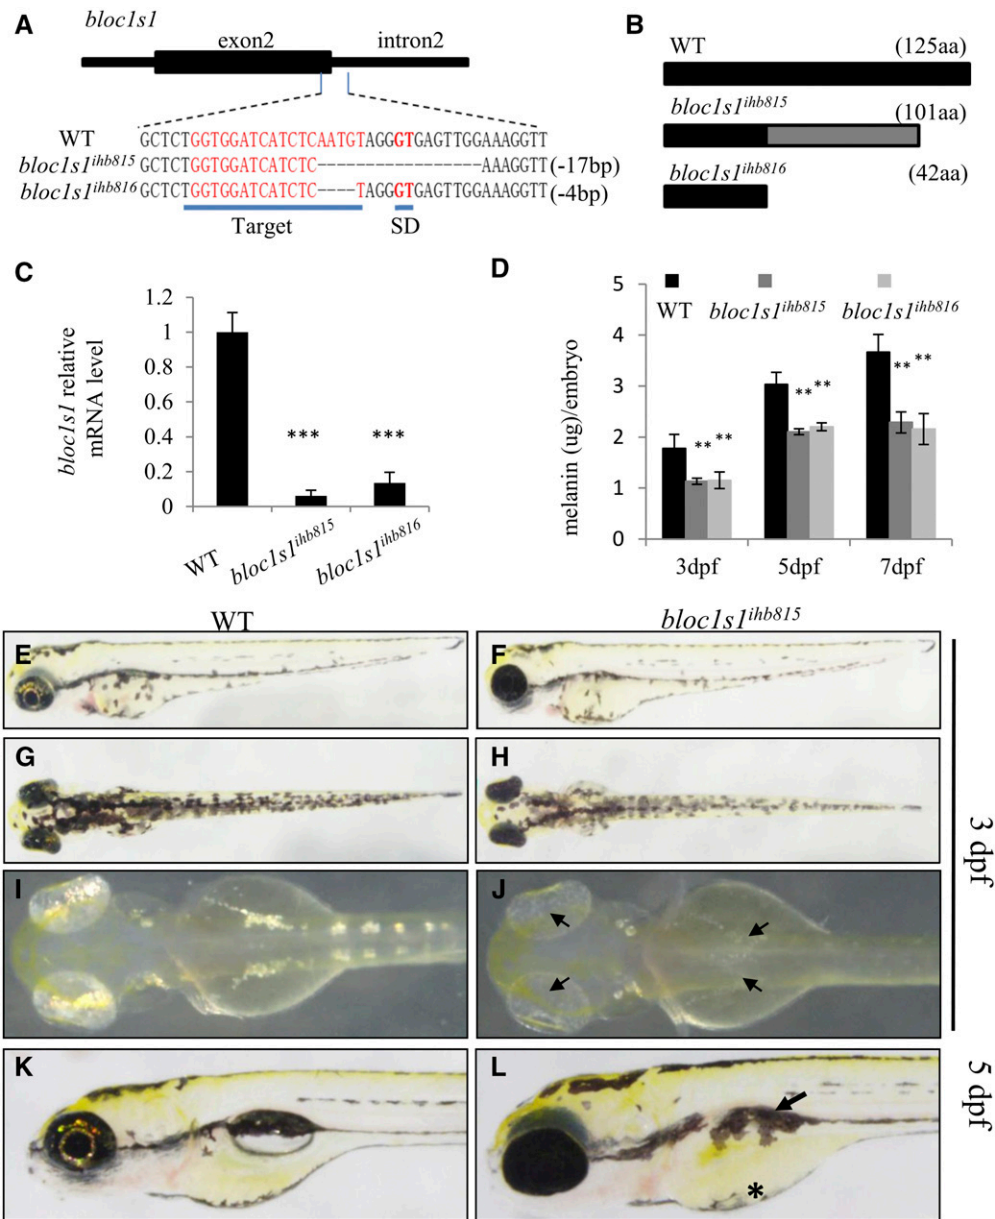 A
bloc1s1
exon2 intron2
WT GCTCTGGTGGATCATCTCAATGTAGGGGTGAGTTGGAAAGGTT
bloc1s1ihb815 GCTCTGGTGGATCATCTC-----------------AAAGGTT (-17bp)
bloc1s1ihb816 GCTCTGGTGGATCATCTC----TAGGGGTGAGTTGGAAAGGTT (-4bp)
Target SD
B
WT (125aa)
bloc1s1ihb815 (101aa)
bloc1s1ihb816 (42aa)
C
bloc1s1 relative
mRNA level
1.2
1
0.8
0.6
0.4
0.2
0
*** ***
WT bloc1s1ihb815 bloc1s1ihb816
D
melanin (ug)/embryo
5
4
3
2
1
0
WT bloc1s1ihb815 bloc1s1ihb816
** ** ** ** ** **
3dpf 5dpf 7dpf
WT bloc1s1ihb815
E F
G H
I J
3 dpf
K L
*
5 dpf